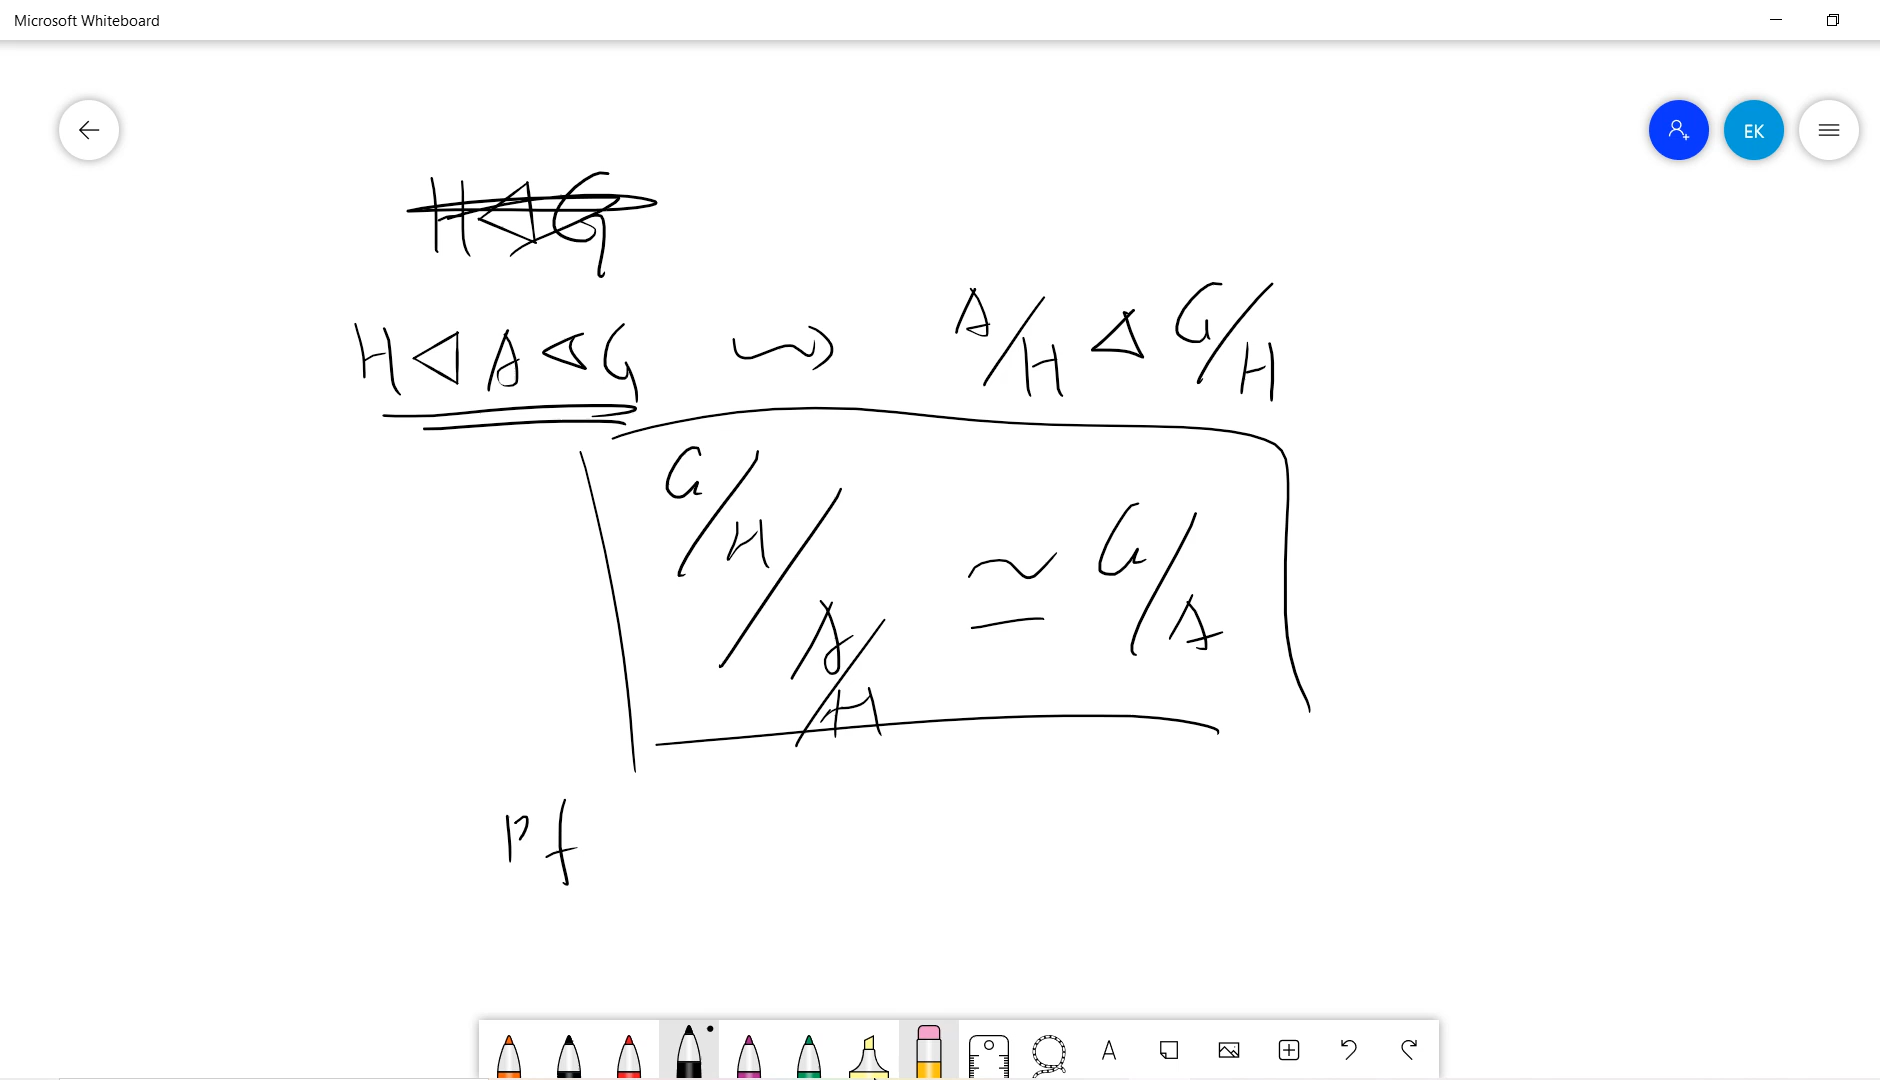 Microsoft Whiteboard
EK
H ◁ G
H ◁ A ◁ G ⇝ A/H ◁ G/H
G/H / A/H ≃ G/A
Pf
A